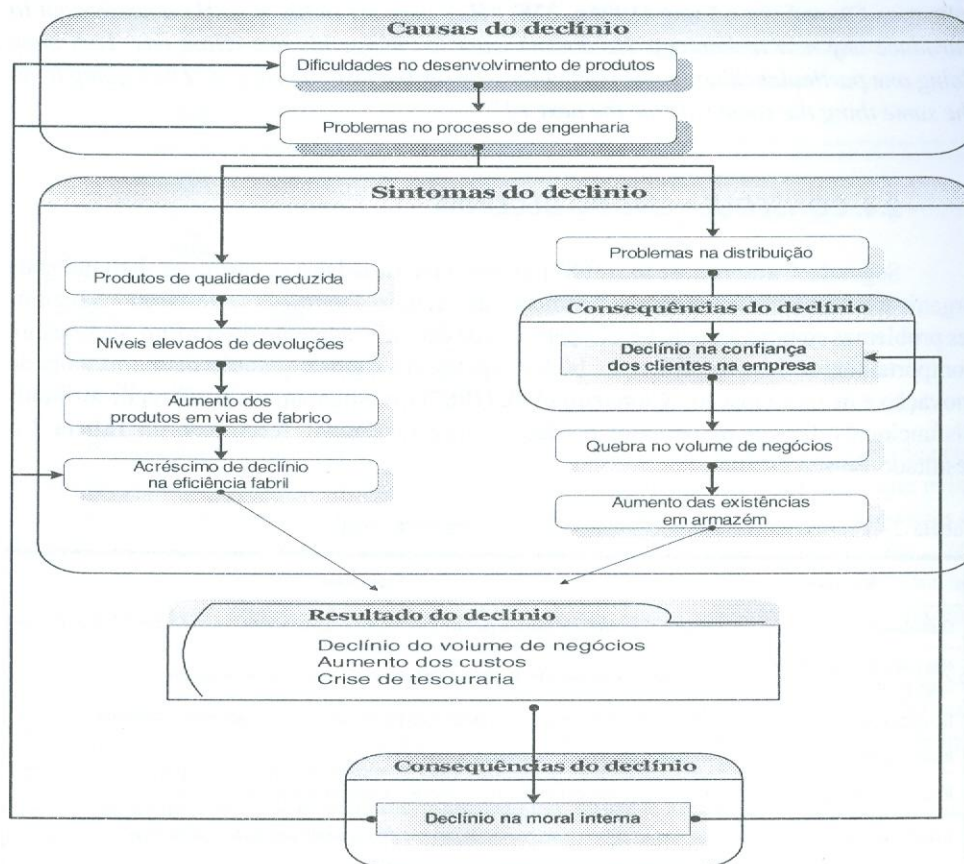 Causas do declínio
Dificuldades no desenvolvimento de produtos
Problemas no processo de engenharia
Sintomas do declinio
Produtos de qualidade reduzida
Níveis elevados de devoluções
Aumento dos
produtos em vias de fabrico
Acréscimo de declínio
na eficiência fabril
Problemas na distribuição
Consequências do declínio
Declínio na confiança
dos clientes na empresa
Quebra no volume de negócios
Aumento das existências
em armazém
Resultado do declínio
Declínio do volume de negócios
Aumento dos custos
Crise de tesouraria
Consequências do declínio
Declínio na moral interna